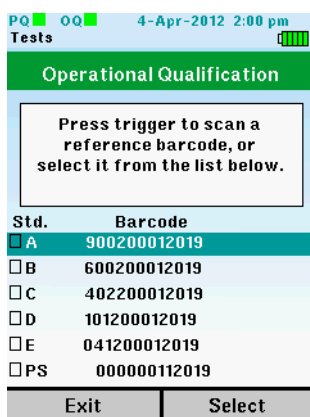 PQ OQ 4-Apr-2012 2:00 pm
Tests
Operational Qualification
Press trigger to scan a
reference barcode, or
select it from the list below.
Std. Barcode
A 900200012019
B 600200012019
C 402200012019
D 101200012019
E 041200012019
PS 000000112019
Exit Select